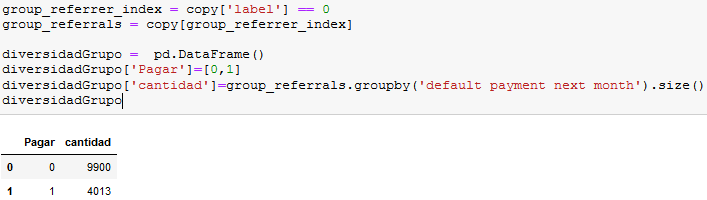 group_referrer_index = copy['label'] == 0
group_referrals = copy[group_referrer_index]
diversidadGrupo =  pd.DataFrame()
diversidadGrupo['Pagar']=[0,1]
diversidadGrupo['cantidad']=group_referrals.groupby('default payment next month').size()
diversidadGrupo
Pagar cantidad
0 0 9900
1 1 4013